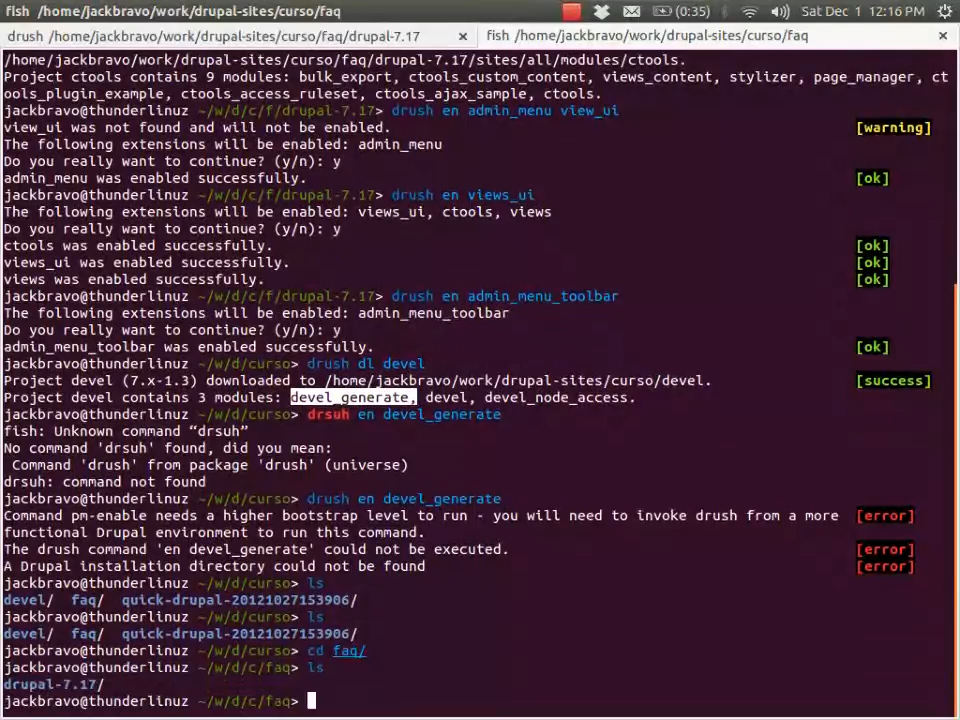 fish /home/jackbravo/work/drupal-sites/curso/faq
(0:35)
Sat Dec 1 12:16 PM
drush /home/jackbravo/work/drupal-sites/curso/faq/drupal-7.17 ×
fish /home/jackbravo/work/drupal-sites/curso/faq ×
/home/jackbravo/work/drupal-sites/curso/faq/drupal-7.17/sites/all/modules/ctools.
Project ctools contains 9 modules: bulk_export, ctools_custom_content, views_content, stylizer, page_manager, ct
ools_plugin_example, ctools_access_ruleset, ctools_ajax_sample, ctools.
jackbravo@thunderlinuz ~/w/d/c/f/drupal-7.17> drush en admin_menu view_ui
view_ui was not found and will not be enabled. [warning]
The following extensions will be enabled: admin_menu
Do you really want to continue? (y/n): y
admin_menu was enabled successfully. [ok]
jackbravo@thunderlinuz ~/w/d/c/f/drupal-7.17> drush en views_ui
The following extensions will be enabled: views_ui, ctools, views
Do you really want to continue? (y/n): y
ctools was enabled successfully. [ok]
views_ui was enabled successfully. [ok]
views was enabled successfully. [ok]
jackbravo@thunderlinuz ~/w/d/c/f/drupal-7.17> drush en admin_menu_toolbar
The following extensions will be enabled: admin_menu_toolbar
Do you really want to continue? (y/n): y
admin_menu_toolbar was enabled successfully. [ok]
jackbravo@thunderlinuz ~/w/d/curso> drush dl devel
Project devel (7.x-1.3) downloaded to /home/jackbravo/work/drupal-sites/curso/devel. [success]
Project devel contains 3 modules: devel_generate, devel, devel_node_access.
jackbravo@thunderlinuz ~/w/d/curso> drsuh en devel_generate
fish: Unknown command “drsuh”
No command 'drsuh' found, did you mean:
 Command 'drush' from package 'drush' (universe)
drsuh: command not found
jackbravo@thunderlinuz ~/w/d/curso> drush en devel_generate
Command pm-enable needs a higher bootstrap level to run - you will need to invoke drush from a more [error]
functional Drupal environment to run this command.
The drush command 'en devel_generate' could not be executed. [error]
A Drupal installation directory could not be found [error]
jackbravo@thunderlinuz ~/w/d/curso> ls
devel/ faq/ quick-drupal-20121027153906/
jackbravo@thunderlinuz ~/w/d/curso> ls
devel/ faq/ quick-drupal-20121027153906/
jackbravo@thunderlinuz ~/w/d/curso> cd faq/
jackbravo@thunderlinuz ~/w/d/c/faq> ls
drupal-7.17/
jackbravo@thunderlinuz ~/w/d/c/faq>